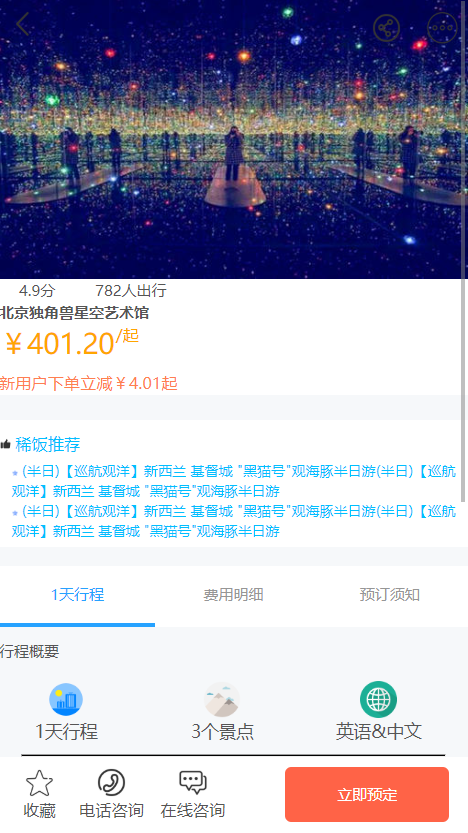 4.9分 782人出行
北京独角兽星空艺术馆
￥401.20/起
新用户下单立减￥4.01起
稀饭推荐
(半日)【巡航观洋】新西兰 基督城 "黑猫号"观海豚半日游(半日)【巡航
观洋】新西兰 基督城 "黑猫号"观海豚半日游
(半日)【巡航观洋】新西兰 基督城 "黑猫号"观海豚半日游(半日)【巡航
观洋】新西兰 基督城 "黑猫号"观海豚半日游
1天行程 费用明细 预订须知
行程概要
1天行程 3个景点 英语&中文
收藏 电话咨询 在线咨询 立即预定